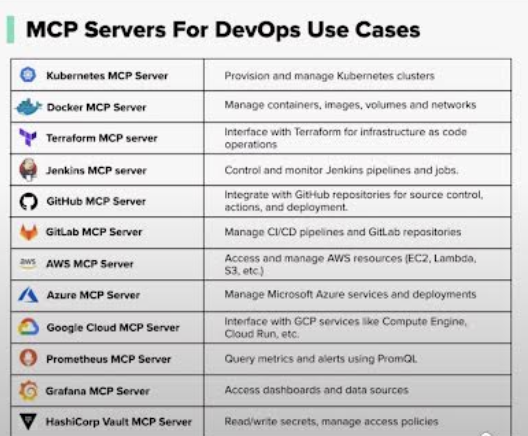 MCP Servers For DevOps Use Cases
Kubernetes MCP Server
Provision and manage Kubernetes clusters
Docker MCP Server
Manage containers, images, volumes and networks
Terraform MCP server
Interface with Terraform for infrastructure as code
operations
Jenkins MCP server
Control and monitor Jenkins pipelines and jobs.
GitHub MCP Server
Integrate with GitHub repositories for source control,
actions, and deployment.
GitLab MCP Server
Manage CI/CD pipelines and GitLab repositories
aws
AWS MCP Server
Access and manage AWS resources (EC2, Lambda,
S3, etc.)
Azure MCP Server
Manage Microsoft Azure services and deployments
Google Cloud MCP Server
Interface with GCP services like Compute Engine,
Cloud Run, etc.
Prometheus MCP Server
Query metrics and alerts using PromQL
Grafana MCP Server
Access dashboards and data sources
HashiCorp Vault MCP Server
Read/write secrets, manage access policies